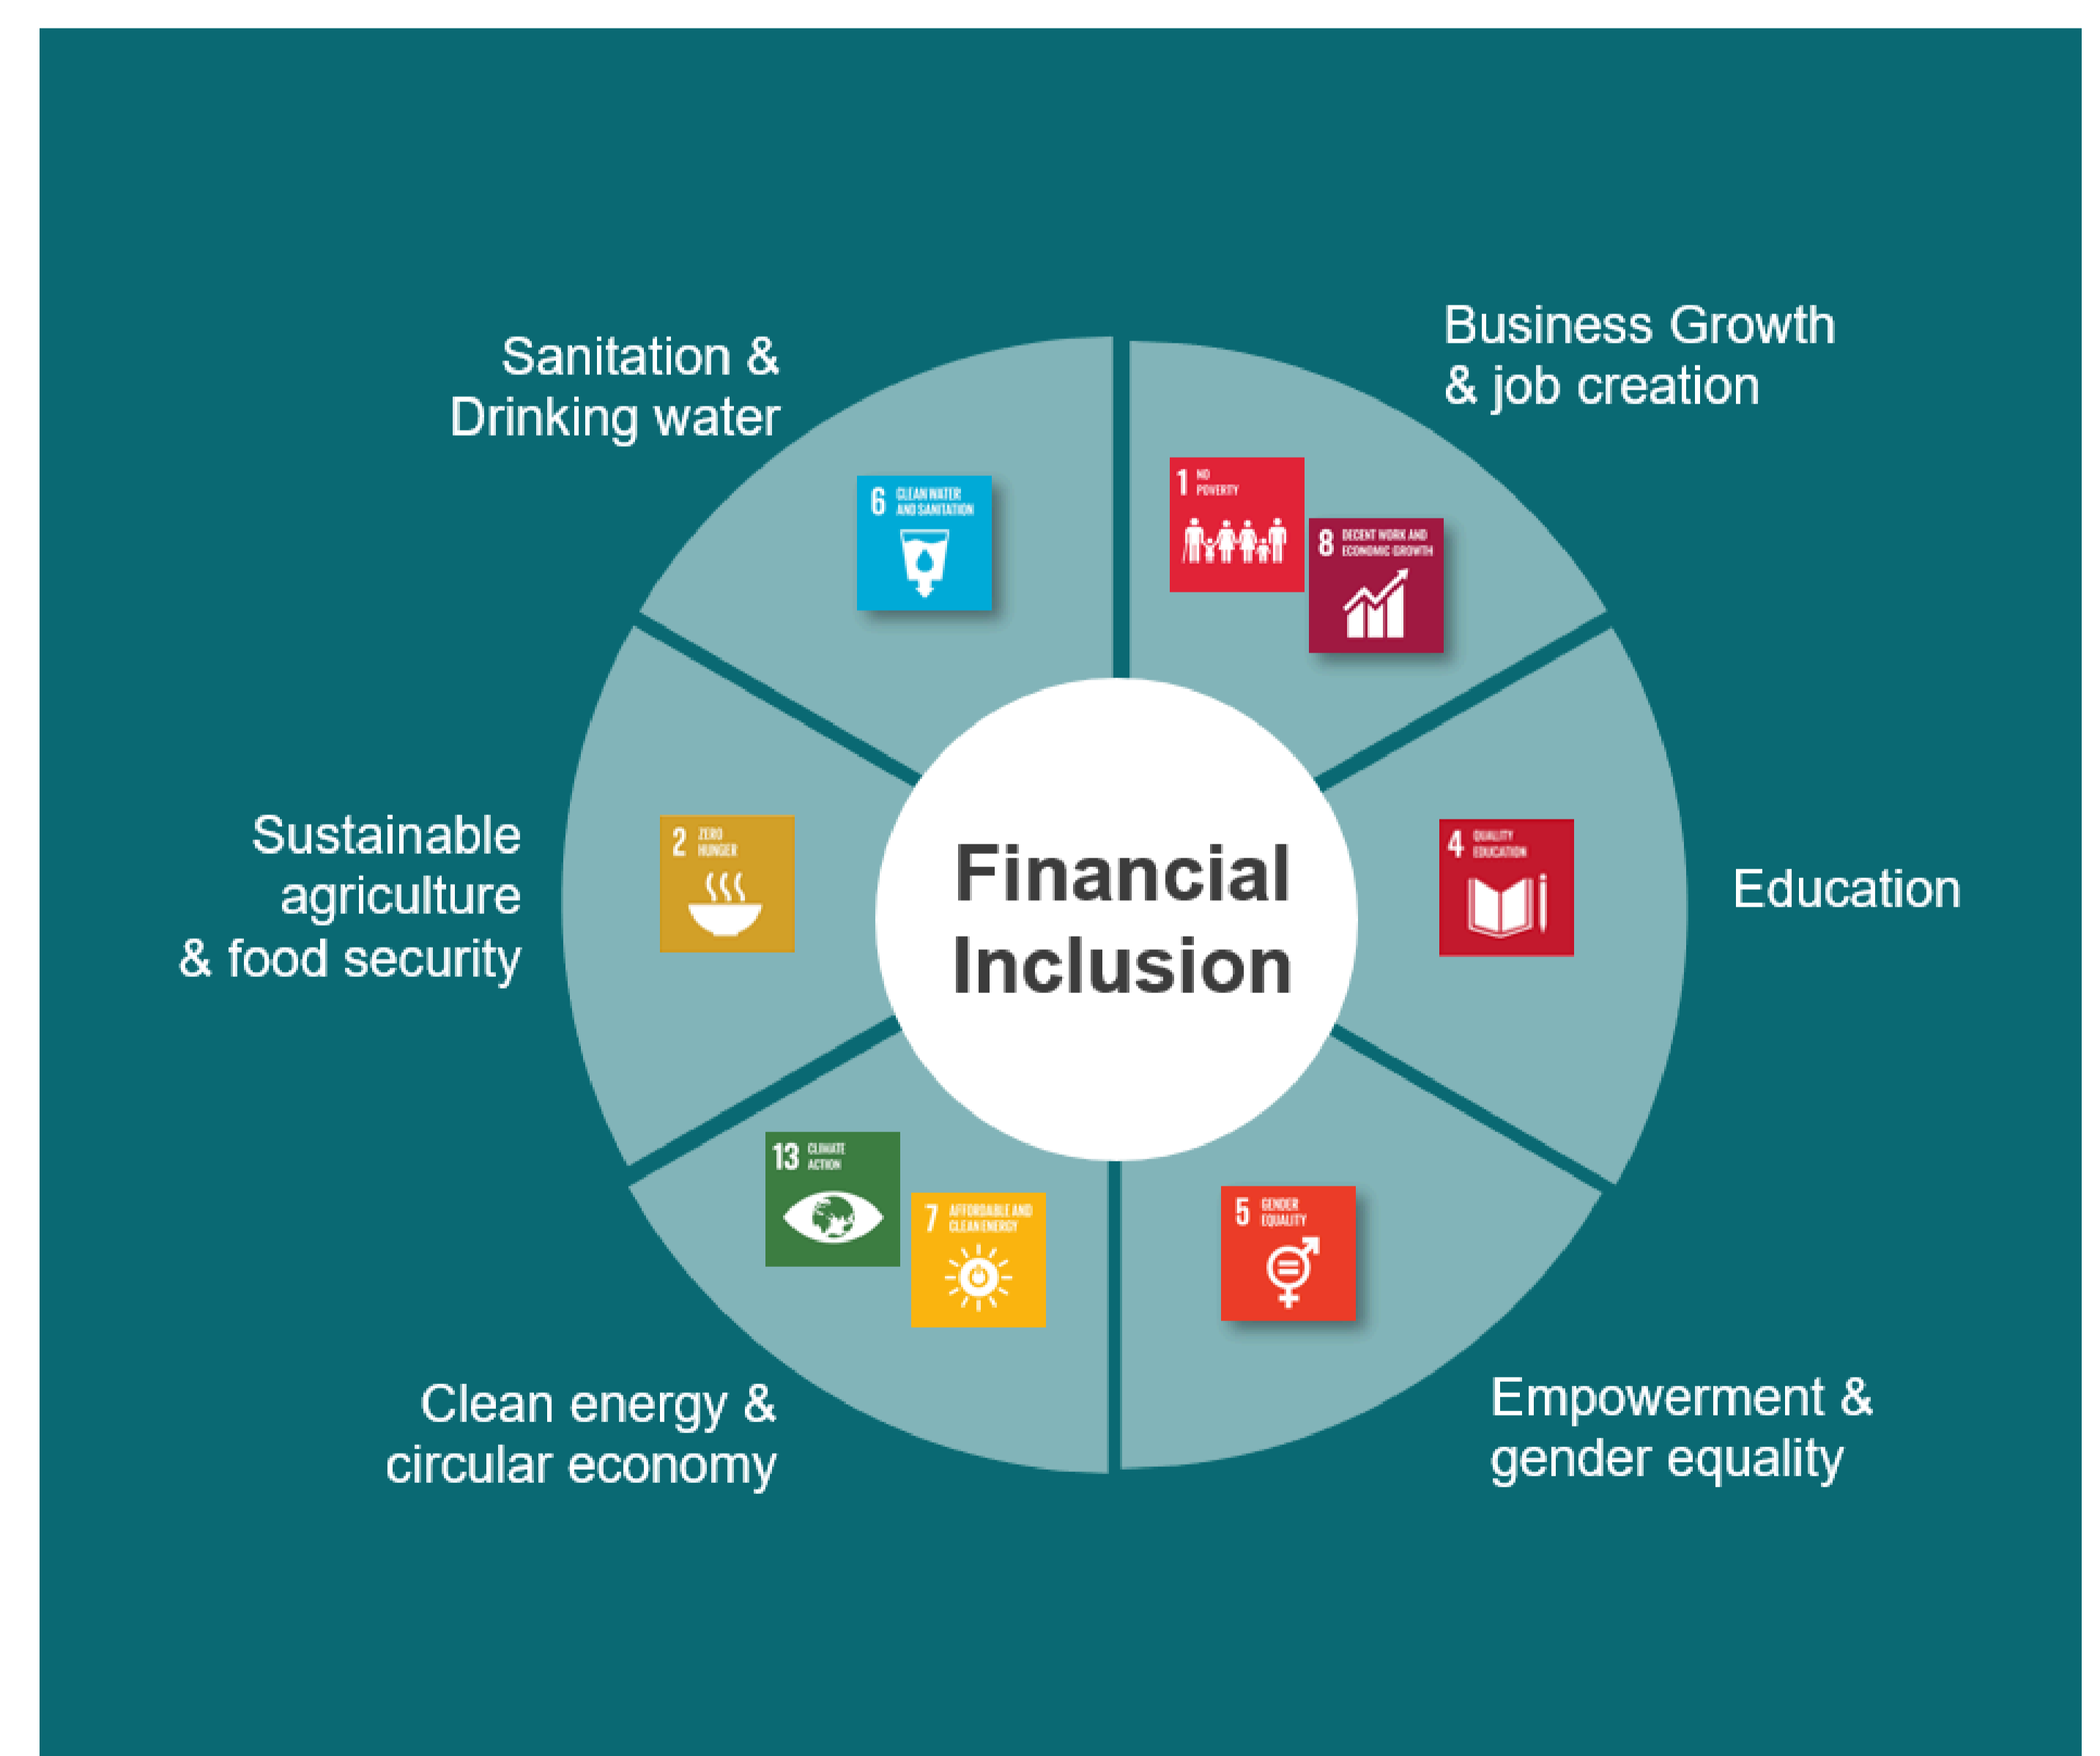 Sanitation &
Drinking water
Business Growth
& job creation
6 CLEAN WATER
AND SANITATION
1 NO
POVERTY
8 DECENT WORK AND
ECONOMIC GROWTH
Sustainable
agriculture
& food security
2 ZERO
HUNGER
Financial
Inclusion
4 QUALITY
EDUCATION
Education
13 CLIMATE
ACTION
7 AFFORDABLE AND
CLEAN ENERGY
5 GENDER
EQUALITY
Clean energy &
circular economy
Empowerment &
gender equality